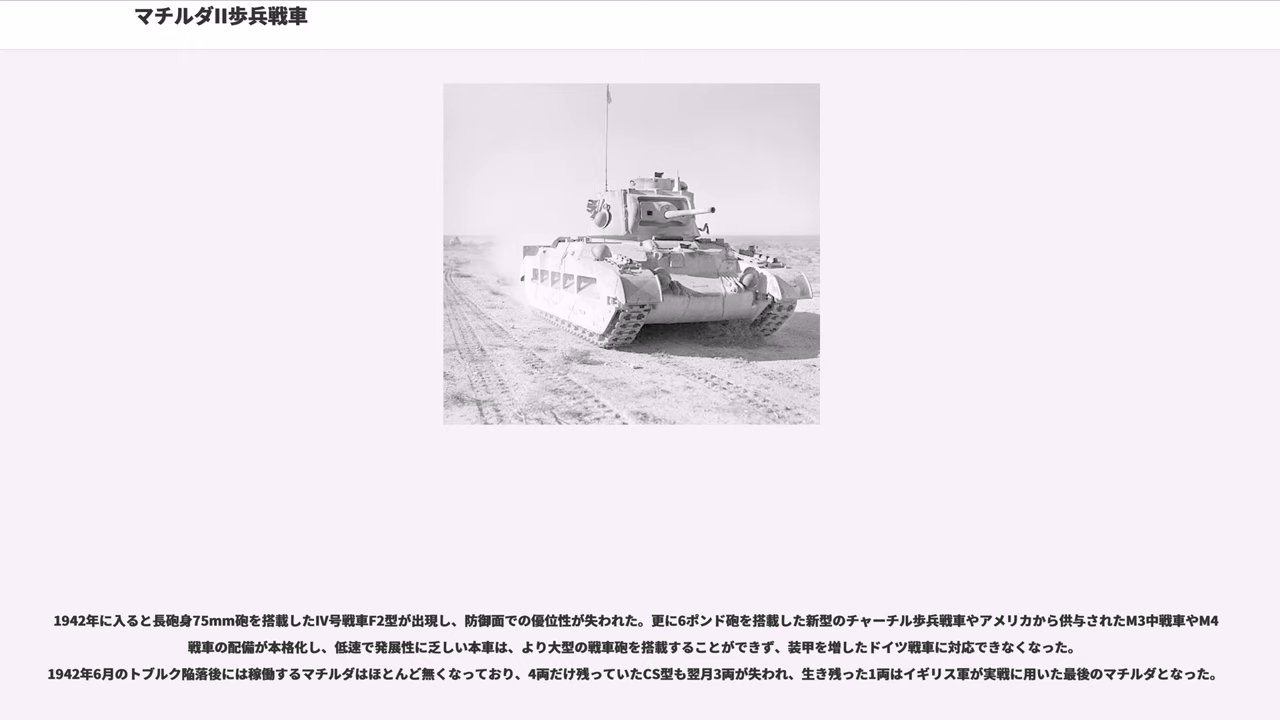 マチルダII歩兵戦車
1942年に入ると長砲身75mm砲を搭載したIV号戦車F2型が出現し、防御面での優位性が失われた。更に6ポンド砲を搭載した新型のチャーチル歩兵戦車やアメリカから供与されたM3中戦車やM4
戦車の配備が本格化し、低速で発展性に乏しい本車は、より大型の戦車砲を搭載することができず、装甲を増したドイツ戦車に対応できなくなった。
1942年6月のトブルク陥落後には稼働するマチルダはほとんど無くなっており、4両だけ残っていたCS型も翌月3両が失われ、生き残った1両はイギリス軍が実戦に用いた最後のマチルダとなった。